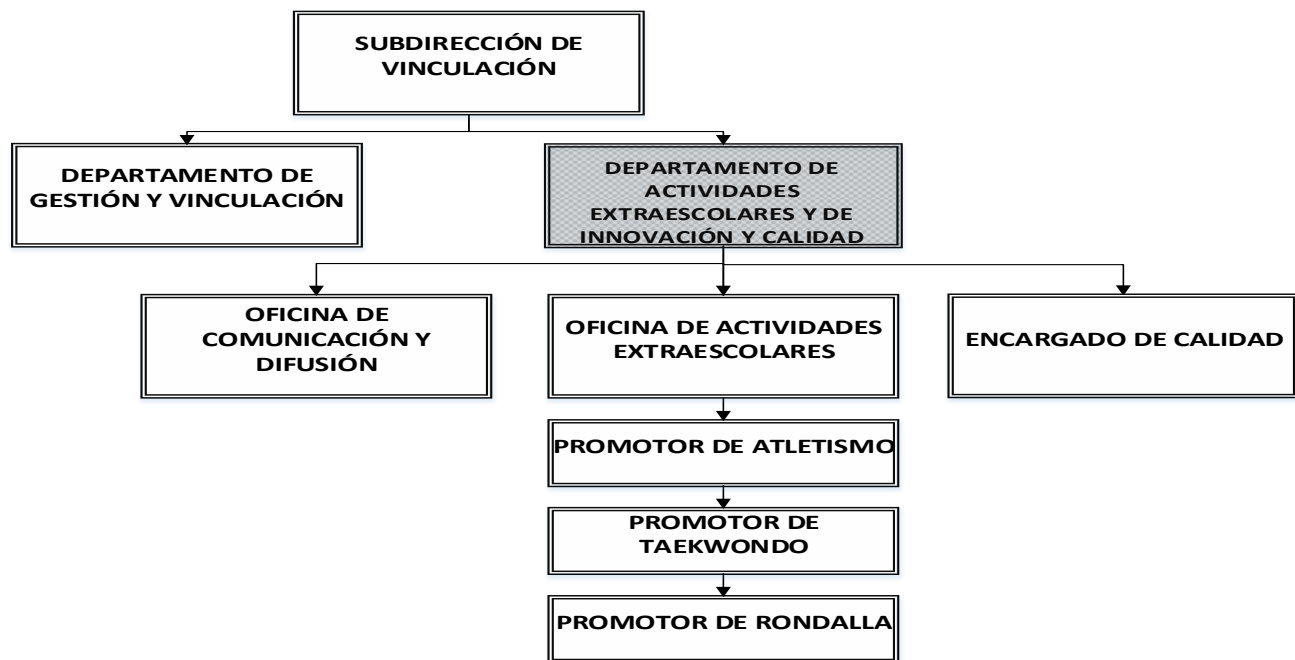 SUBDIRECCIÓN DE
VINCULACIÓN
DEPARTAMENTO DE
GESTIÓN Y VINCULACIÓN
DEPARTAMENTO DE
ACTIVIDADES
EXTRAESCOLARES Y DE
INNOVACIÓN Y CALIDAD
OFICINA DE
COMUNICACIÓN Y
DIFUSIÓN
OFICINA DE ACTIVIDADES
EXTRAESCOLARES
ENCARGADO DE CALIDAD
PROMOTOR DE ATLETISMO
PROMOTOR DE
TAEKWONDO
PROMOTOR DE RONDALLA